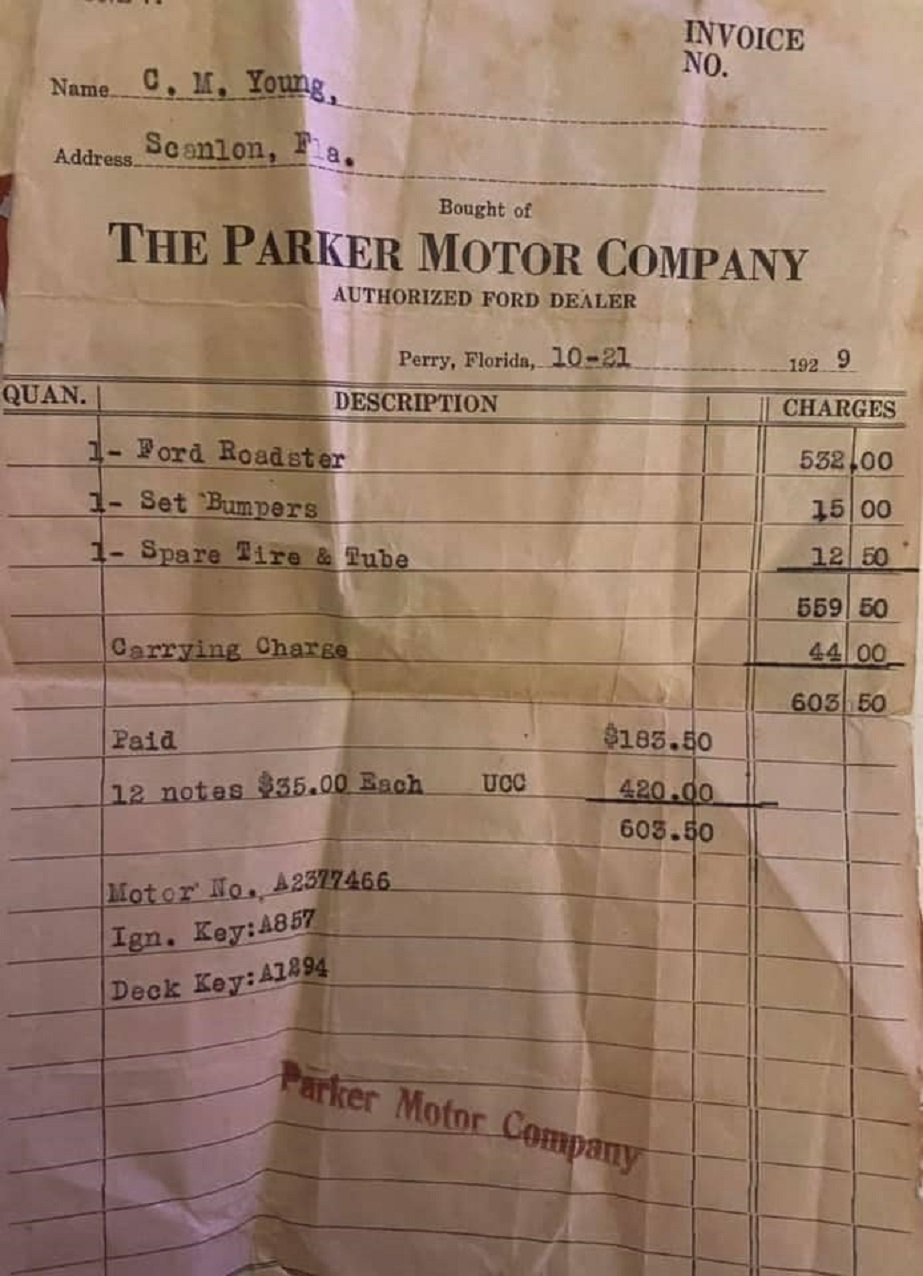 INVOICE
NO.
Name C. M. Young,
Address Scanlon, Fla.
Bought of
THE PARKER MOTOR COMPANY
AUTHORIZED FORD DEALER
Perry, Florida, 10-21 192 9
QUAN. DESCRIPTION CHARGES
1- Ford Roadster 532.00
1- Set Bumpers 15 00
1- Spare Tire & Tube 12 50
559 50
Carrying Charge 44 00
603 50
Paid $183.50
12 notes $35.00 Each UCC 420.00
603.50
Motor No., A2377466
Ign. Key:A857
Deck Key:A1294
Parker Motor Company